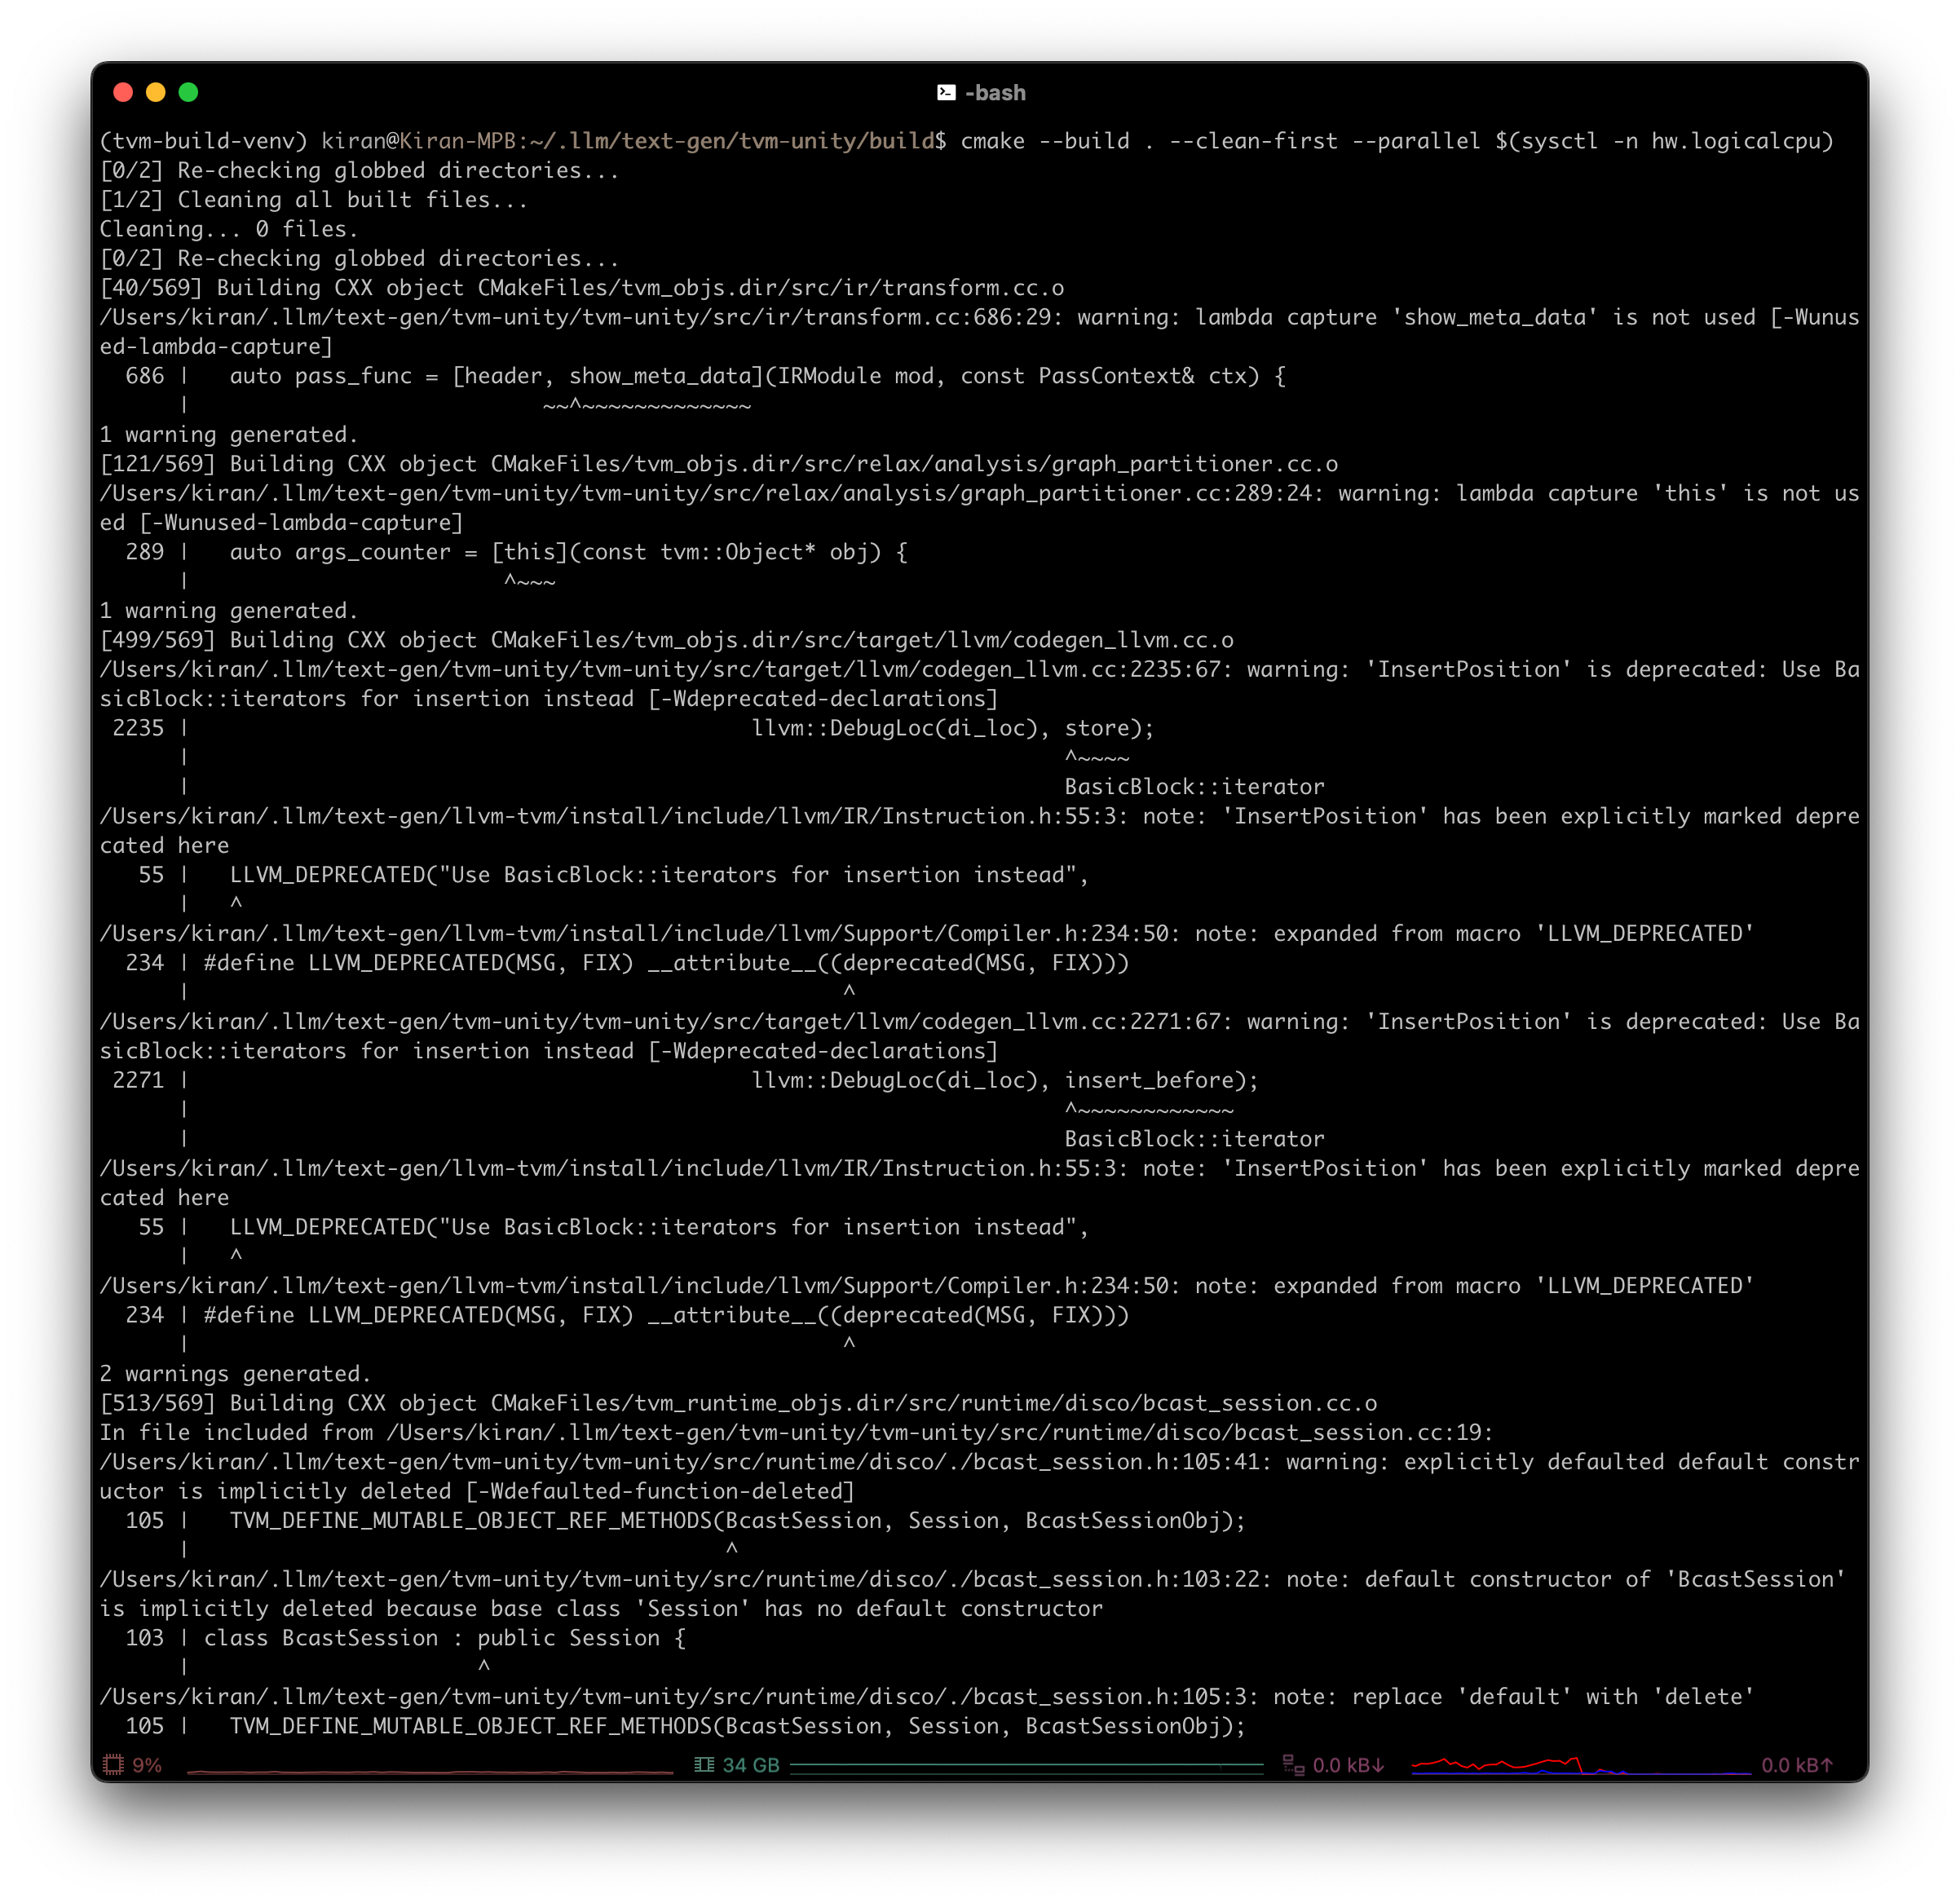 -bash
(tvm-build-venv) kiran@Kiran-MPB:~/.llm/text-gen/tvm-unity/build$ cmake --build . --clean-first --parallel $(sysctl -n hw.logicalcpu)
[0/2] Re-checking globbed directories...
[1/2] Cleaning all built files...
Cleaning... 0 files.
[0/2] Re-checking globbed directories...
[40/569] Building CXX object CMakeFiles/tvm_objs.dir/src/ir/transform.cc.o
/Users/kiran/.llm/text-gen/tvm-unity/tvm-unity/src/ir/transform.cc:686:29: warning: lambda capture 'show_meta_data' is not used [-Wunus
ed-lambda-capture]
  686 |   auto pass_func = [header, show_meta_data](IRModule mod, const PassContext& ctx) {
      |                           ~~^~~~~~~~~~~~~~
1 warning generated.
[121/569] Building CXX object CMakeFiles/tvm_objs.dir/src/relax/analysis/graph_partitioner.cc.o
/Users/kiran/.llm/text-gen/tvm-unity/tvm-unity/src/relax/analysis/graph_partitioner.cc:289:24: warning: lambda capture 'this' is not us
ed [-Wunused-lambda-capture]
  289 |   auto args_counter = [this](const tvm::Object* obj) {
      |                        ^~~~
1 warning generated.
[499/569] Building CXX object CMakeFiles/tvm_objs.dir/src/target/llvm/codegen_llvm.cc.o
/Users/kiran/.llm/text-gen/tvm-unity/tvm-unity/src/target/llvm/codegen_llvm.cc:2235:67: warning: 'InsertPosition' is deprecated: Use Ba
sicBlock::iterators for insertion instead [-Wdeprecated-declarations]
 2235 |                                           llvm::DebugLoc(di_loc), store);
      |                                                                   ^~~~~
      |                                                                   BasicBlock::iterator
/Users/kiran/.llm/text-gen/llvm-tvm/install/include/llvm/IR/Instruction.h:55:3: note: 'InsertPosition' has been explicitly marked depre
cated here
   55 |   LLVM_DEPRECATED("Use BasicBlock::iterators for insertion instead",
      |   ^
/Users/kiran/.llm/text-gen/llvm-tvm/install/include/llvm/Support/Compiler.h:234:50: note: expanded from macro 'LLVM_DEPRECATED'
  234 | #define LLVM_DEPRECATED(MSG, FIX) __attribute__((deprecated(MSG, FIX)))
      |                                                  ^
/Users/kiran/.llm/text-gen/tvm-unity/tvm-unity/src/target/llvm/codegen_llvm.cc:2271:67: warning: 'InsertPosition' is deprecated: Use Ba
sicBlock::iterators for insertion instead [-Wdeprecated-declarations]
 2271 |                                           llvm::DebugLoc(di_loc), insert_before);
      |                                                                   ^~~~~~~~~~~~~
      |                                                                   BasicBlock::iterator
/Users/kiran/.llm/text-gen/llvm-tvm/install/include/llvm/IR/Instruction.h:55:3: note: 'InsertPosition' has been explicitly marked depre
cated here
   55 |   LLVM_DEPRECATED("Use BasicBlock::iterators for insertion instead",
      |   ^
/Users/kiran/.llm/text-gen/llvm-tvm/install/include/llvm/Support/Compiler.h:234:50: note: expanded from macro 'LLVM_DEPRECATED'
  234 | #define LLVM_DEPRECATED(MSG, FIX) __attribute__((deprecated(MSG, FIX)))
      |                                                  ^
2 warnings generated.
[513/569] Building CXX object CMakeFiles/tvm_runtime_objs.dir/src/runtime/disco/bcast_session.cc.o
In file included from /Users/kiran/.llm/text-gen/tvm-unity/tvm-unity/src/runtime/disco/bcast_session.cc:19:
/Users/kiran/.llm/text-gen/tvm-unity/tvm-unity/src/runtime/disco/./bcast_session.h:105:41: warning: explicitly defaulted default constr
uctor is implicitly deleted [-Wdefaulted-function-deleted]
  105 |   TVM_DEFINE_MUTABLE_OBJECT_REF_METHODS(BcastSession, Session, BcastSessionObj);
      |                                         ^
/Users/kiran/.llm/text-gen/tvm-unity/tvm-unity/src/runtime/disco/./bcast_session.h:103:22: note: default constructor of 'BcastSession'
is implicitly deleted because base class 'Session' has no default constructor
  103 | class BcastSession : public Session {
      |                      ^
/Users/kiran/.llm/text-gen/tvm-unity/tvm-unity/src/runtime/disco/./bcast_session.h:105:3: note: replace 'default' with 'delete'
  105 |   TVM_DEFINE_MUTABLE_OBJECT_REF_METHODS(BcastSession, Session, BcastSessionObj);
9% 34 GB 0.0 kB↓ 0.0 kB↑